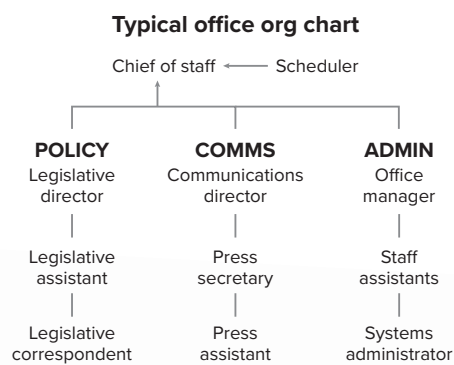 Typical office org chart
Chief of staff Scheduler
POLICY COMMS ADMIN
Legislative Communications Office
director director manager
Legislative Press Staff
assistant secretary assistants
Legislative Press Systems
correspondent assistant administrator